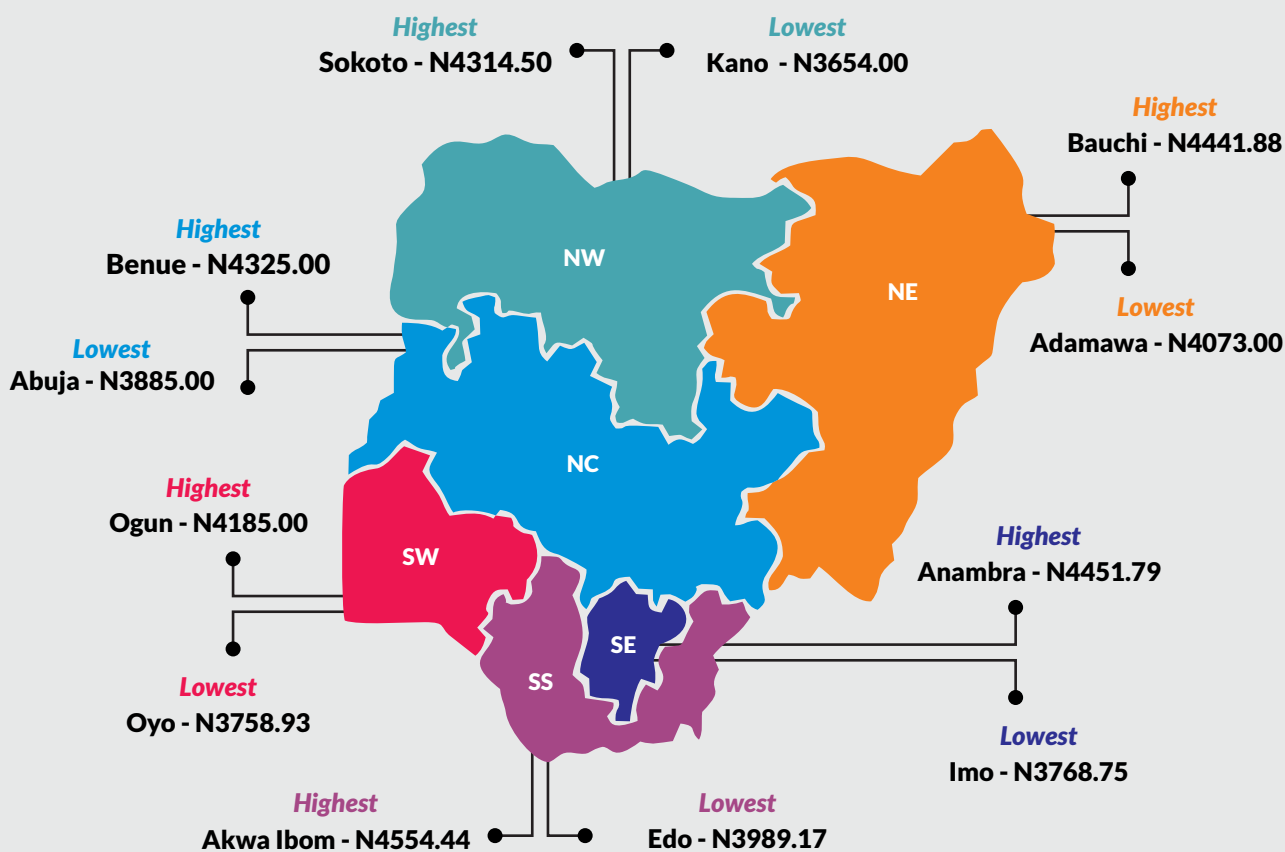 Highest
Sokoto - N4314.50
Lowest
Kano - N3654.00
Highest
Bauchi - N4441.88
Lowest
Adamawa - N4073.00
Highest
Benue - N4325.00
Lowest
Abuja - N3885.00
NW
NE
NC
Highest
Ogun - N4185.00
Lowest
Oyo - N3758.93
SW
SS
SE
Highest
Anambra - N4451.79
Lowest
Imo - N3768.75
Highest
Akwa Ibom - N4554.44
Lowest
Edo - N3989.17